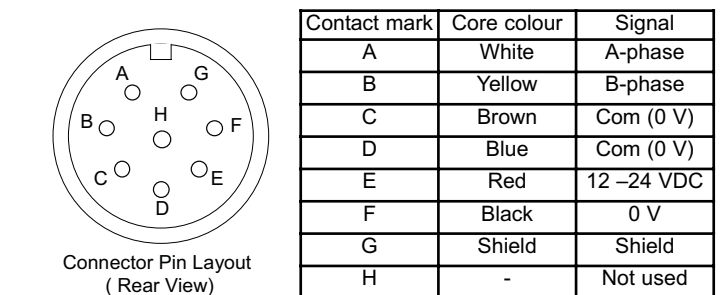 A
G
B
H
F
C
E
D
Connector Pin Layout
( Rear View)
Contact mark Core colour Signal
A White A-phase
B Yellow B-phase
C Brown Com (0 V)
D Blue Com (0 V)
E Red 12 –24 VDC
F Black 0 V
G Shield Shield
H - Not used